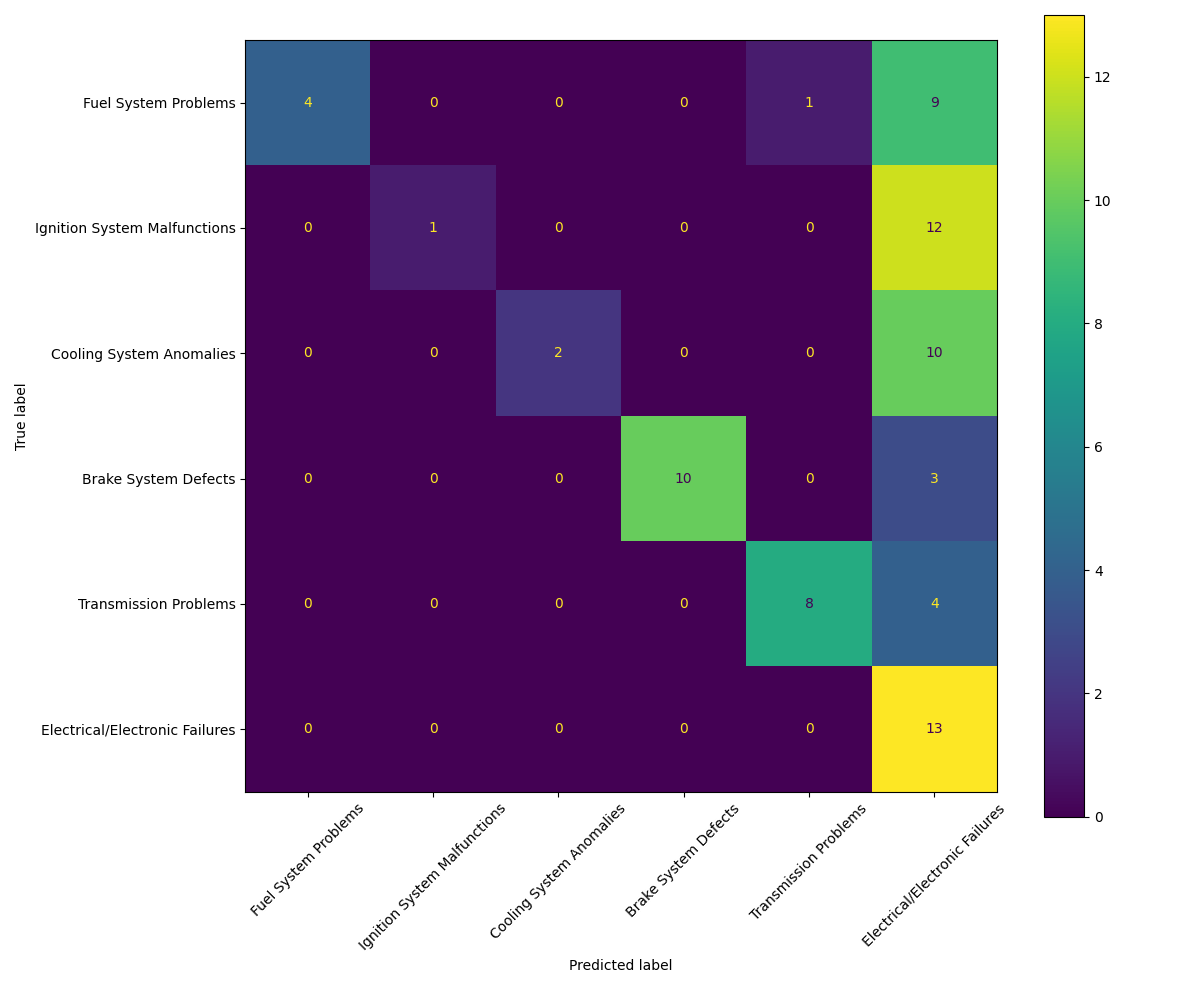 Fuel System Problems 4 0 0 0 1 9
Ignition System Malfunctions 0 1 0 0 0 12
Cooling System Anomalies 0 0 2 0 0 10
Brake System Defects 0 0 0 10 0 3
Transmission Problems 0 0 0 0 8 4
Electrical/Electronic Failures 0 0 0 0 0 13
True label
Fuel System Problems
Ignition System Malfunctions
Cooling System Anomalies
Brake System Defects
Transmission Problems
Electrical/Electronic Failures
Predicted label
12
10
8
6
4
2
0